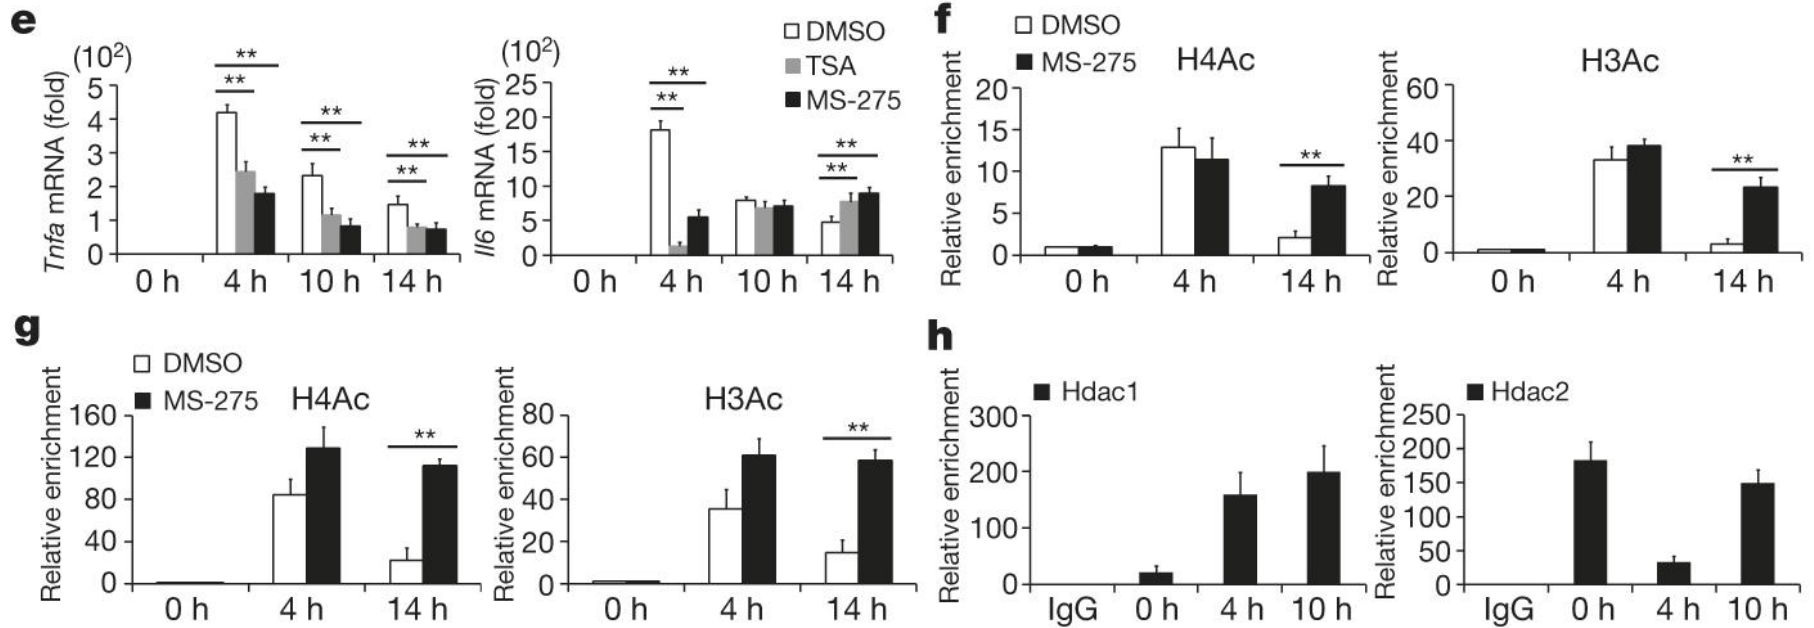 e
(10²)
Tnfa mRNA (fold)
5
4
3
2
1
0
** **
** **
** **
0 h 4 h 10 h 14 h
(10²)
Il6 mRNA (fold)
25
20
15
10
5
0
** **
** **
0 h 4 h 10 h 14 h
DMSO
TSA
MS-275
f
DMSO
MS-275
H4Ac
Relative enrichment
20
15
10
5
0
**
0 h 4 h 14 h
H3Ac
Relative enrichment
60
40
20
0
**
0 h 4 h 14 h
g
DMSO
MS-275
H4Ac
Relative enrichment
160
120
80
40
0
**
0 h 4 h 14 h
H3Ac
Relative enrichment
80
60
40
20
0
**
0 h 4 h 14 h
h
Hdac1
Relative enrichment
300
200
100
0
IgG 0 h 4 h 10 h
Hdac2
Relative enrichment
250
200
150
100
50
0
IgG 0 h 4 h 10 h